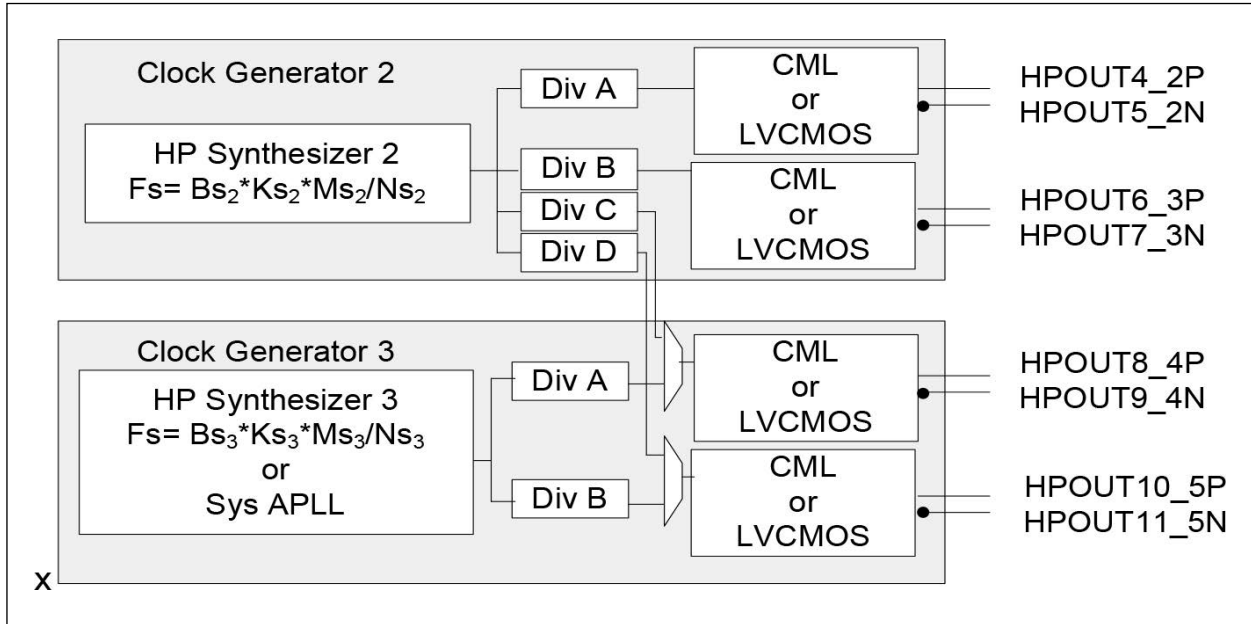 Clock Generator 2
HP Synthesizer 2
Fs= Bs₂*Ks₂*Ms₂/Ns₂
Div A
Div B
Div C
Div D
CML
or
LVCMOS
CML
or
LVCMOS
HPOUT4_2P
HPOUT5_2N
HPOUT6_3P
HPOUT7_3N
Clock Generator 3
HP Synthesizer 3
Fs= Bs₃*Ks₃*Ms₃/Ns₃
or
Sys APLL
Div A
Div B
CML
or
LVCMOS
CML
or
LVCMOS
HPOUT8_4P
HPOUT9_4N
HPOUT10_5P
HPOUT11_5N
x